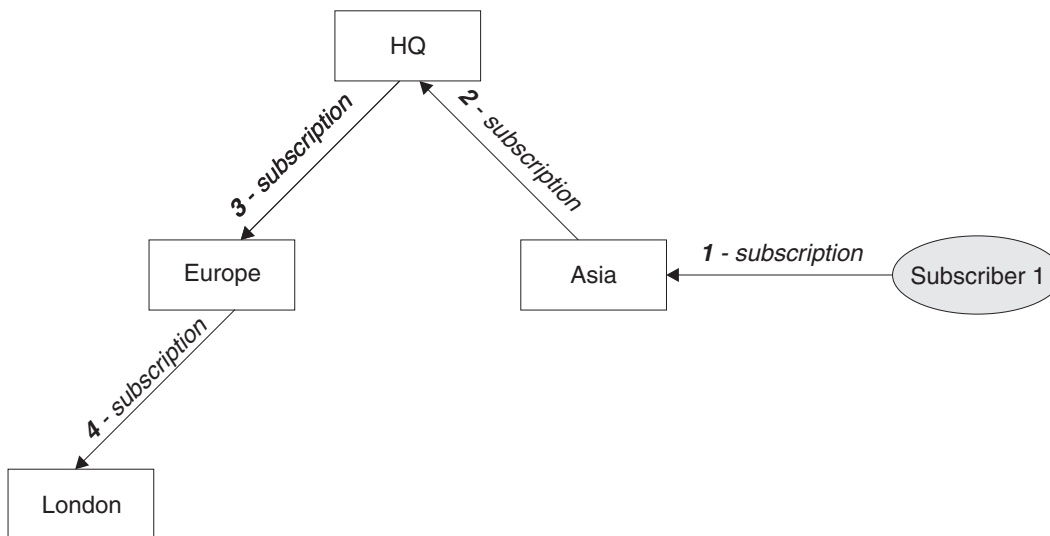 HQ
2 - subscription
3 - subscription
Europe
Asia
1 - subscription
Subscriber 1
4 - subscription
London